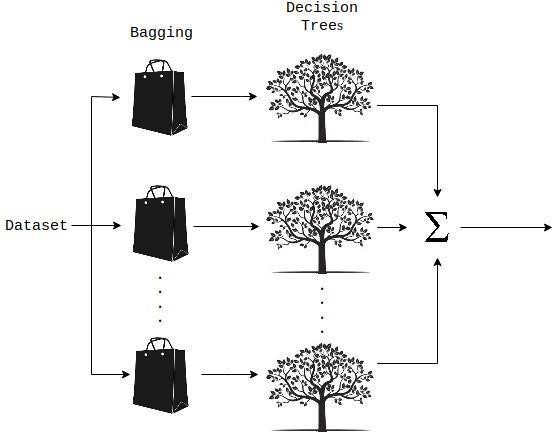 Decision
Trees
Bagging
Dataset
Σ